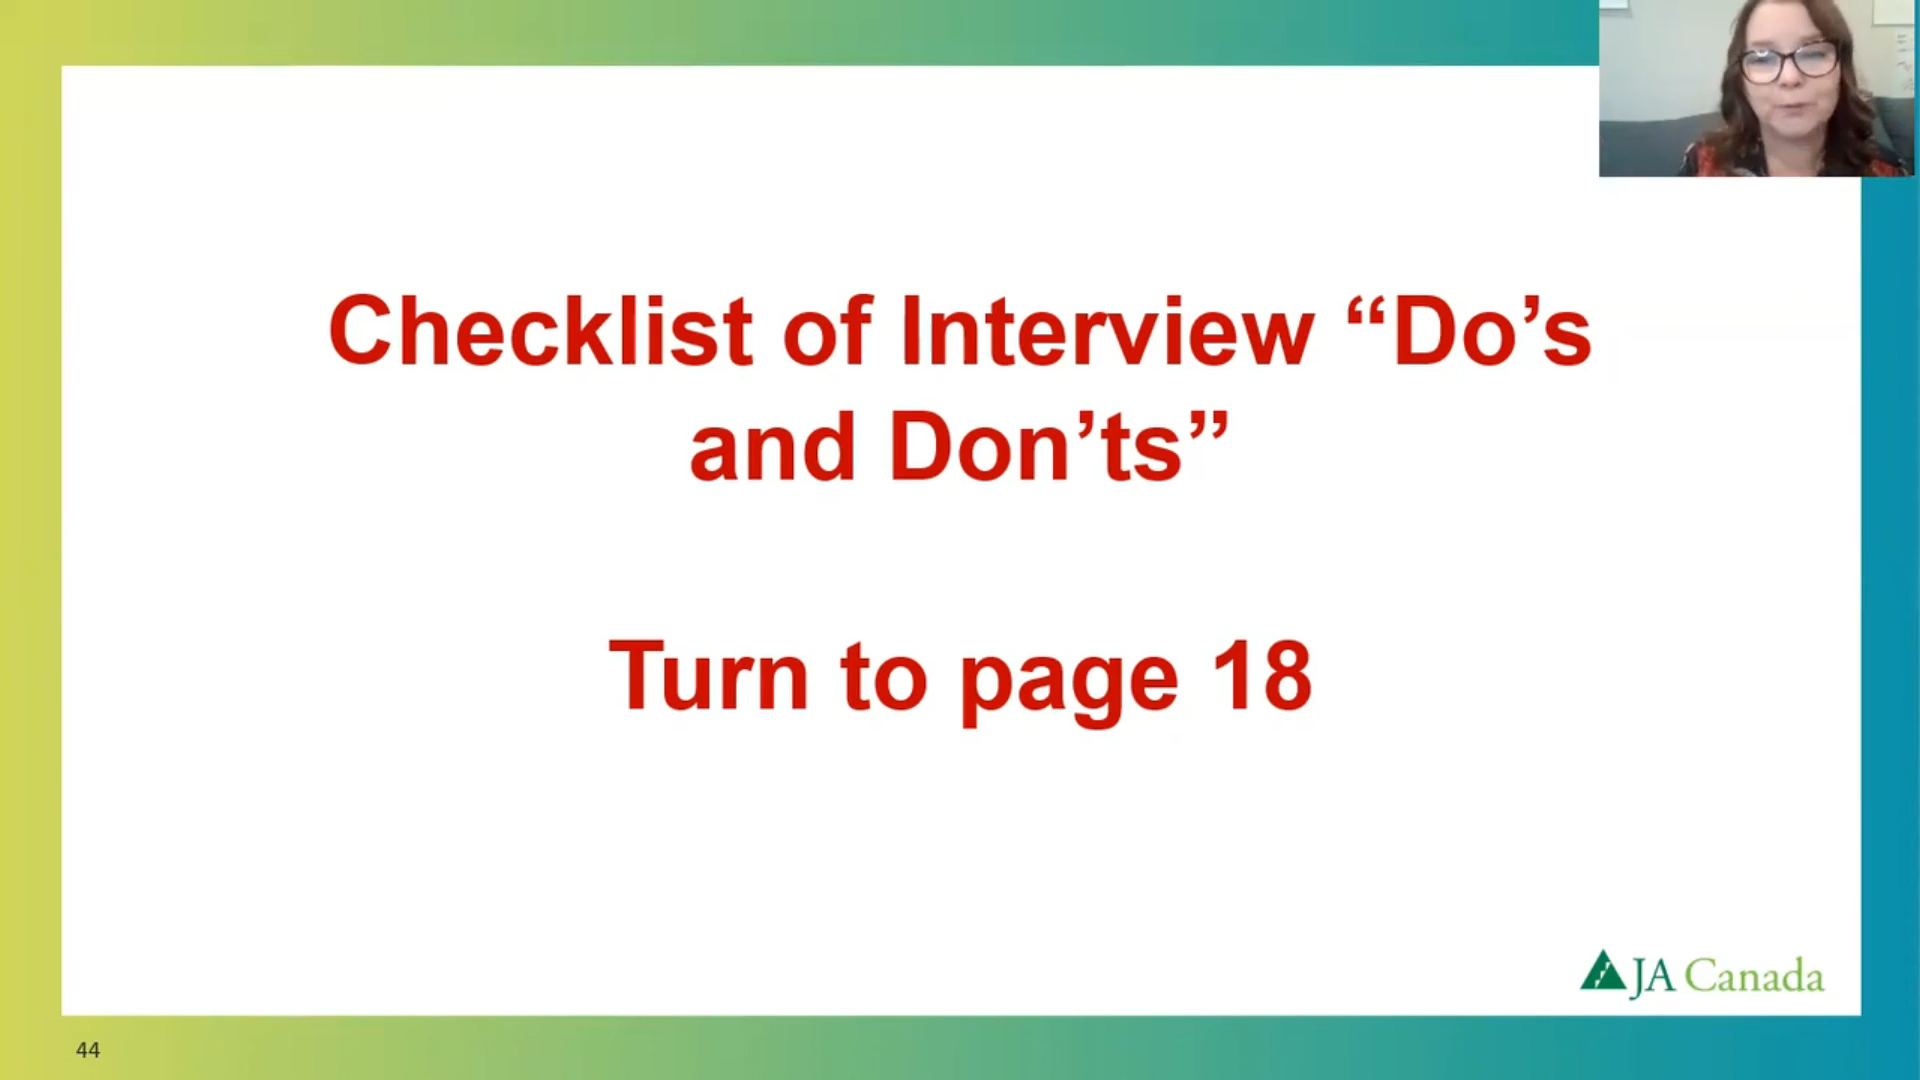 Checklist of Interview “Do’s
and Don’ts”
Turn to page 18
JA Canada
44